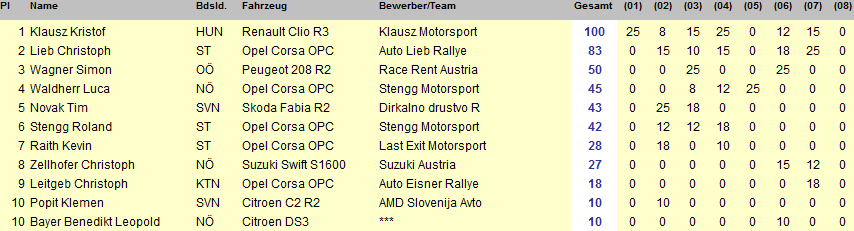 Pl Name Bdsld. Fahrzeug Bewerber/Team Gesamt (01) (02) (03) (04) (05) (06) (07) (08)
1 Klausz Kristof HUN Renault Clio R3 Klausz Motorsport 100 25 8 15 25 0 12 15 0
2 Lieb Christoph ST Opel Corsa OPC Auto Lieb Rallye 83 0 15 10 15 0 18 25 0
3 Wagner Simon OÖ Peugeot 208 R2 Race Rent Austria 50 0 0 25 0 0 25 0 0
4 Waldherr Luca NÖ Opel Corsa OPC Stengg Motorsport 45 0 0 8 12 25 0 0 0
5 Novak Tim SVN Skoda Fabia R2 Dirkalno drustvo R 43 0 25 18 0 0 0 0 0
6 Stengg Roland ST Opel Corsa OPC Stengg Motorsport 42 0 12 12 18 0 0 0 0
7 Raith Kevin ST Opel Corsa OPC Last Exit Motorsport 28 0 18 0 10 0 0 0 0
8 Zellhofer Christoph NÖ Suzuki Swift S1600 Suzuki Austria 27 0 0 0 0 0 15 12 0
9 Leitgeb Christoph KTN Opel Corsa OPC Auto Eisner Rallye 18 0 0 0 0 0 0 18 0
10 Popit Klemen SVN Citroen C2 R2 AMD Slovenija Avto 10 0 10 0 0 0 0 0 0
10 Bayer Benedikt Leopold NÖ Citroen DS3 *** 10 0 0 0 0 0 10 0 0